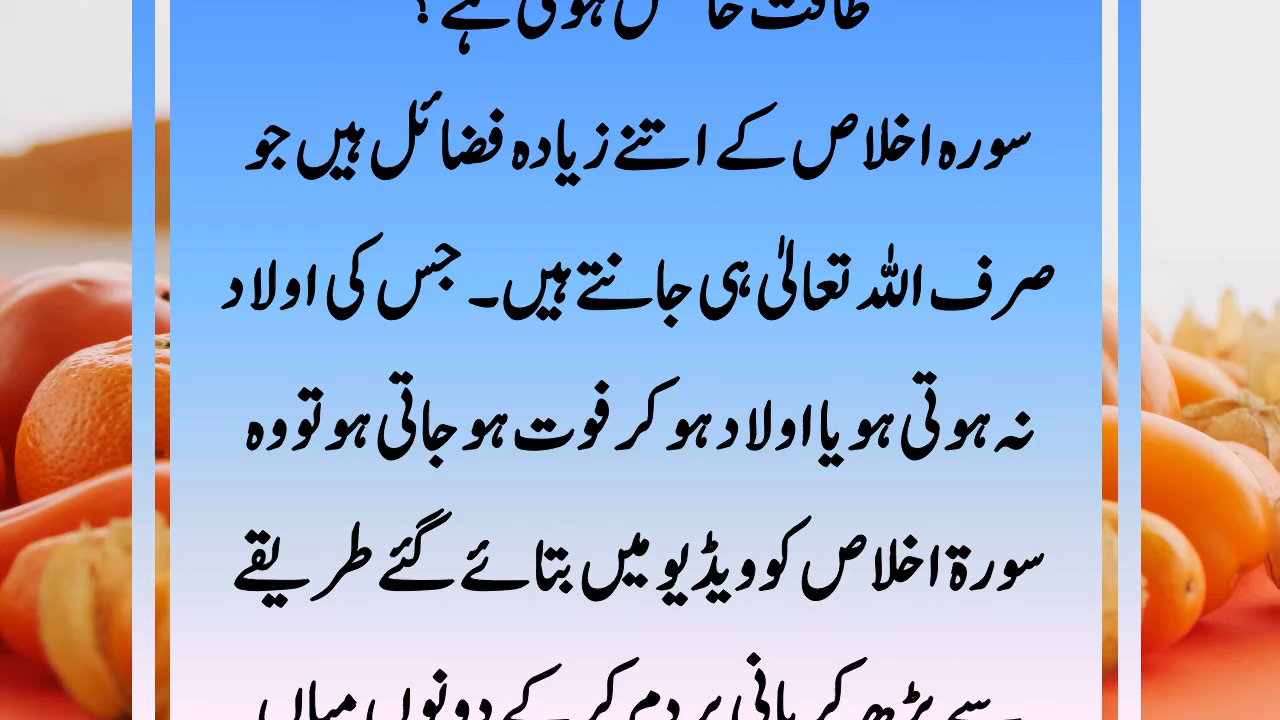 طاقت حاصل ہوتی ہے؟
سورہ اخلاص کے اتنے زیادہ فضائل ہیں جو
صرف اللہ تعالیٰ ہی جانتے ہیں۔ جس کی اولاد
نہ ہوتی ہو یا اولاد ہو کر فوت ہو جاتی ہو تو وہ
سورۃ اخلاص کو ویڈیو میں بتائے گئے طریقے
سے پڑھ کر پانی پر دم کر کے دونوں میاں